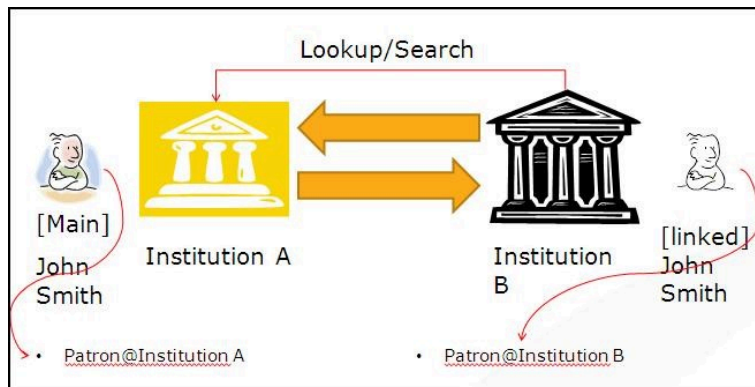 Lookup/Search
[Main]
John
Smith
Institution A
Institution
B
[linked]
John
Smith
• Patron@Institution A
• Patron@Institution B